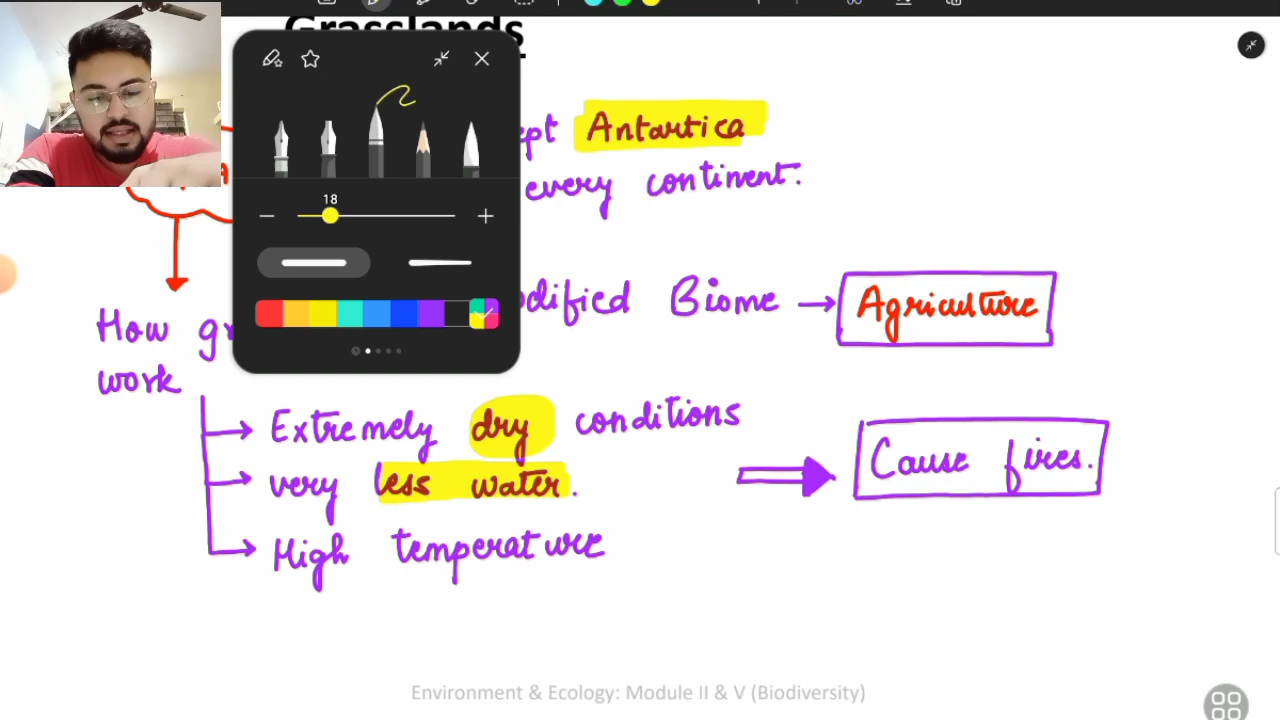 Grasslands
ept Antartica
every continent.
18
odified Biome → Agriculture
How gr
work
Extremely dry conditions
very less water.
Cause fires.
High temperature
Environment & Ecology: Module II & V (Biodiversity)